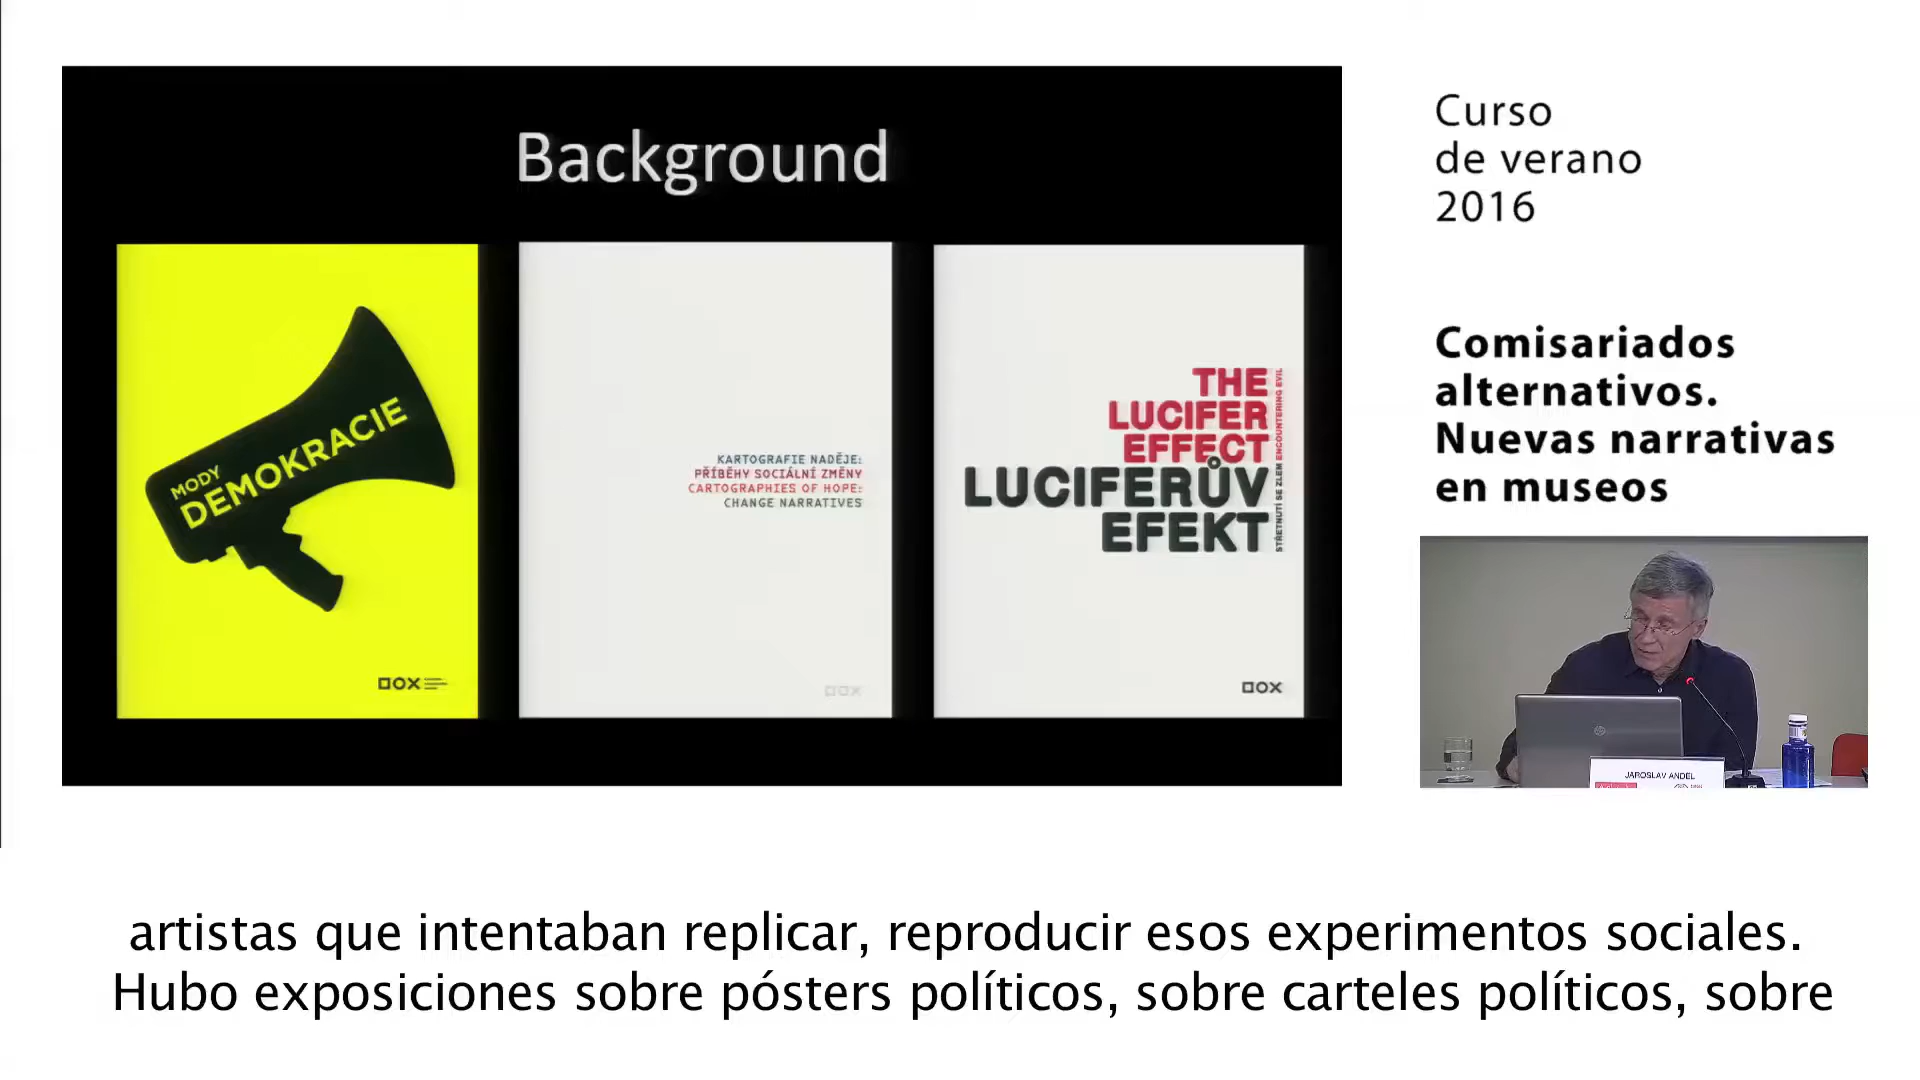 Background
MODY
DEMOKRACIE
DOX
KARTOGRAFIE NADĚJE:
PŘÍBĚHY SOCIÁLNÍ ZMĚNY
CARTOGRAPHIES OF HOPE:
CHANGE NARRATIVES
DOX
THE
LUCIFER
EFFECT
LUCIFERŮV
EFEKT
STŘETNUTÍ SE ZLEM ENCOUNTERING EVIL
DOX
Curso
de verano
2016
Comisariados
alternativos.
Nuevas narrativas
en museos
JAROSLAV ANDEL
artistas que intentaban replicar, reproducir esos experimentos sociales.
Hubo exposiciones sobre pósters políticos, sobre carteles políticos, sobre